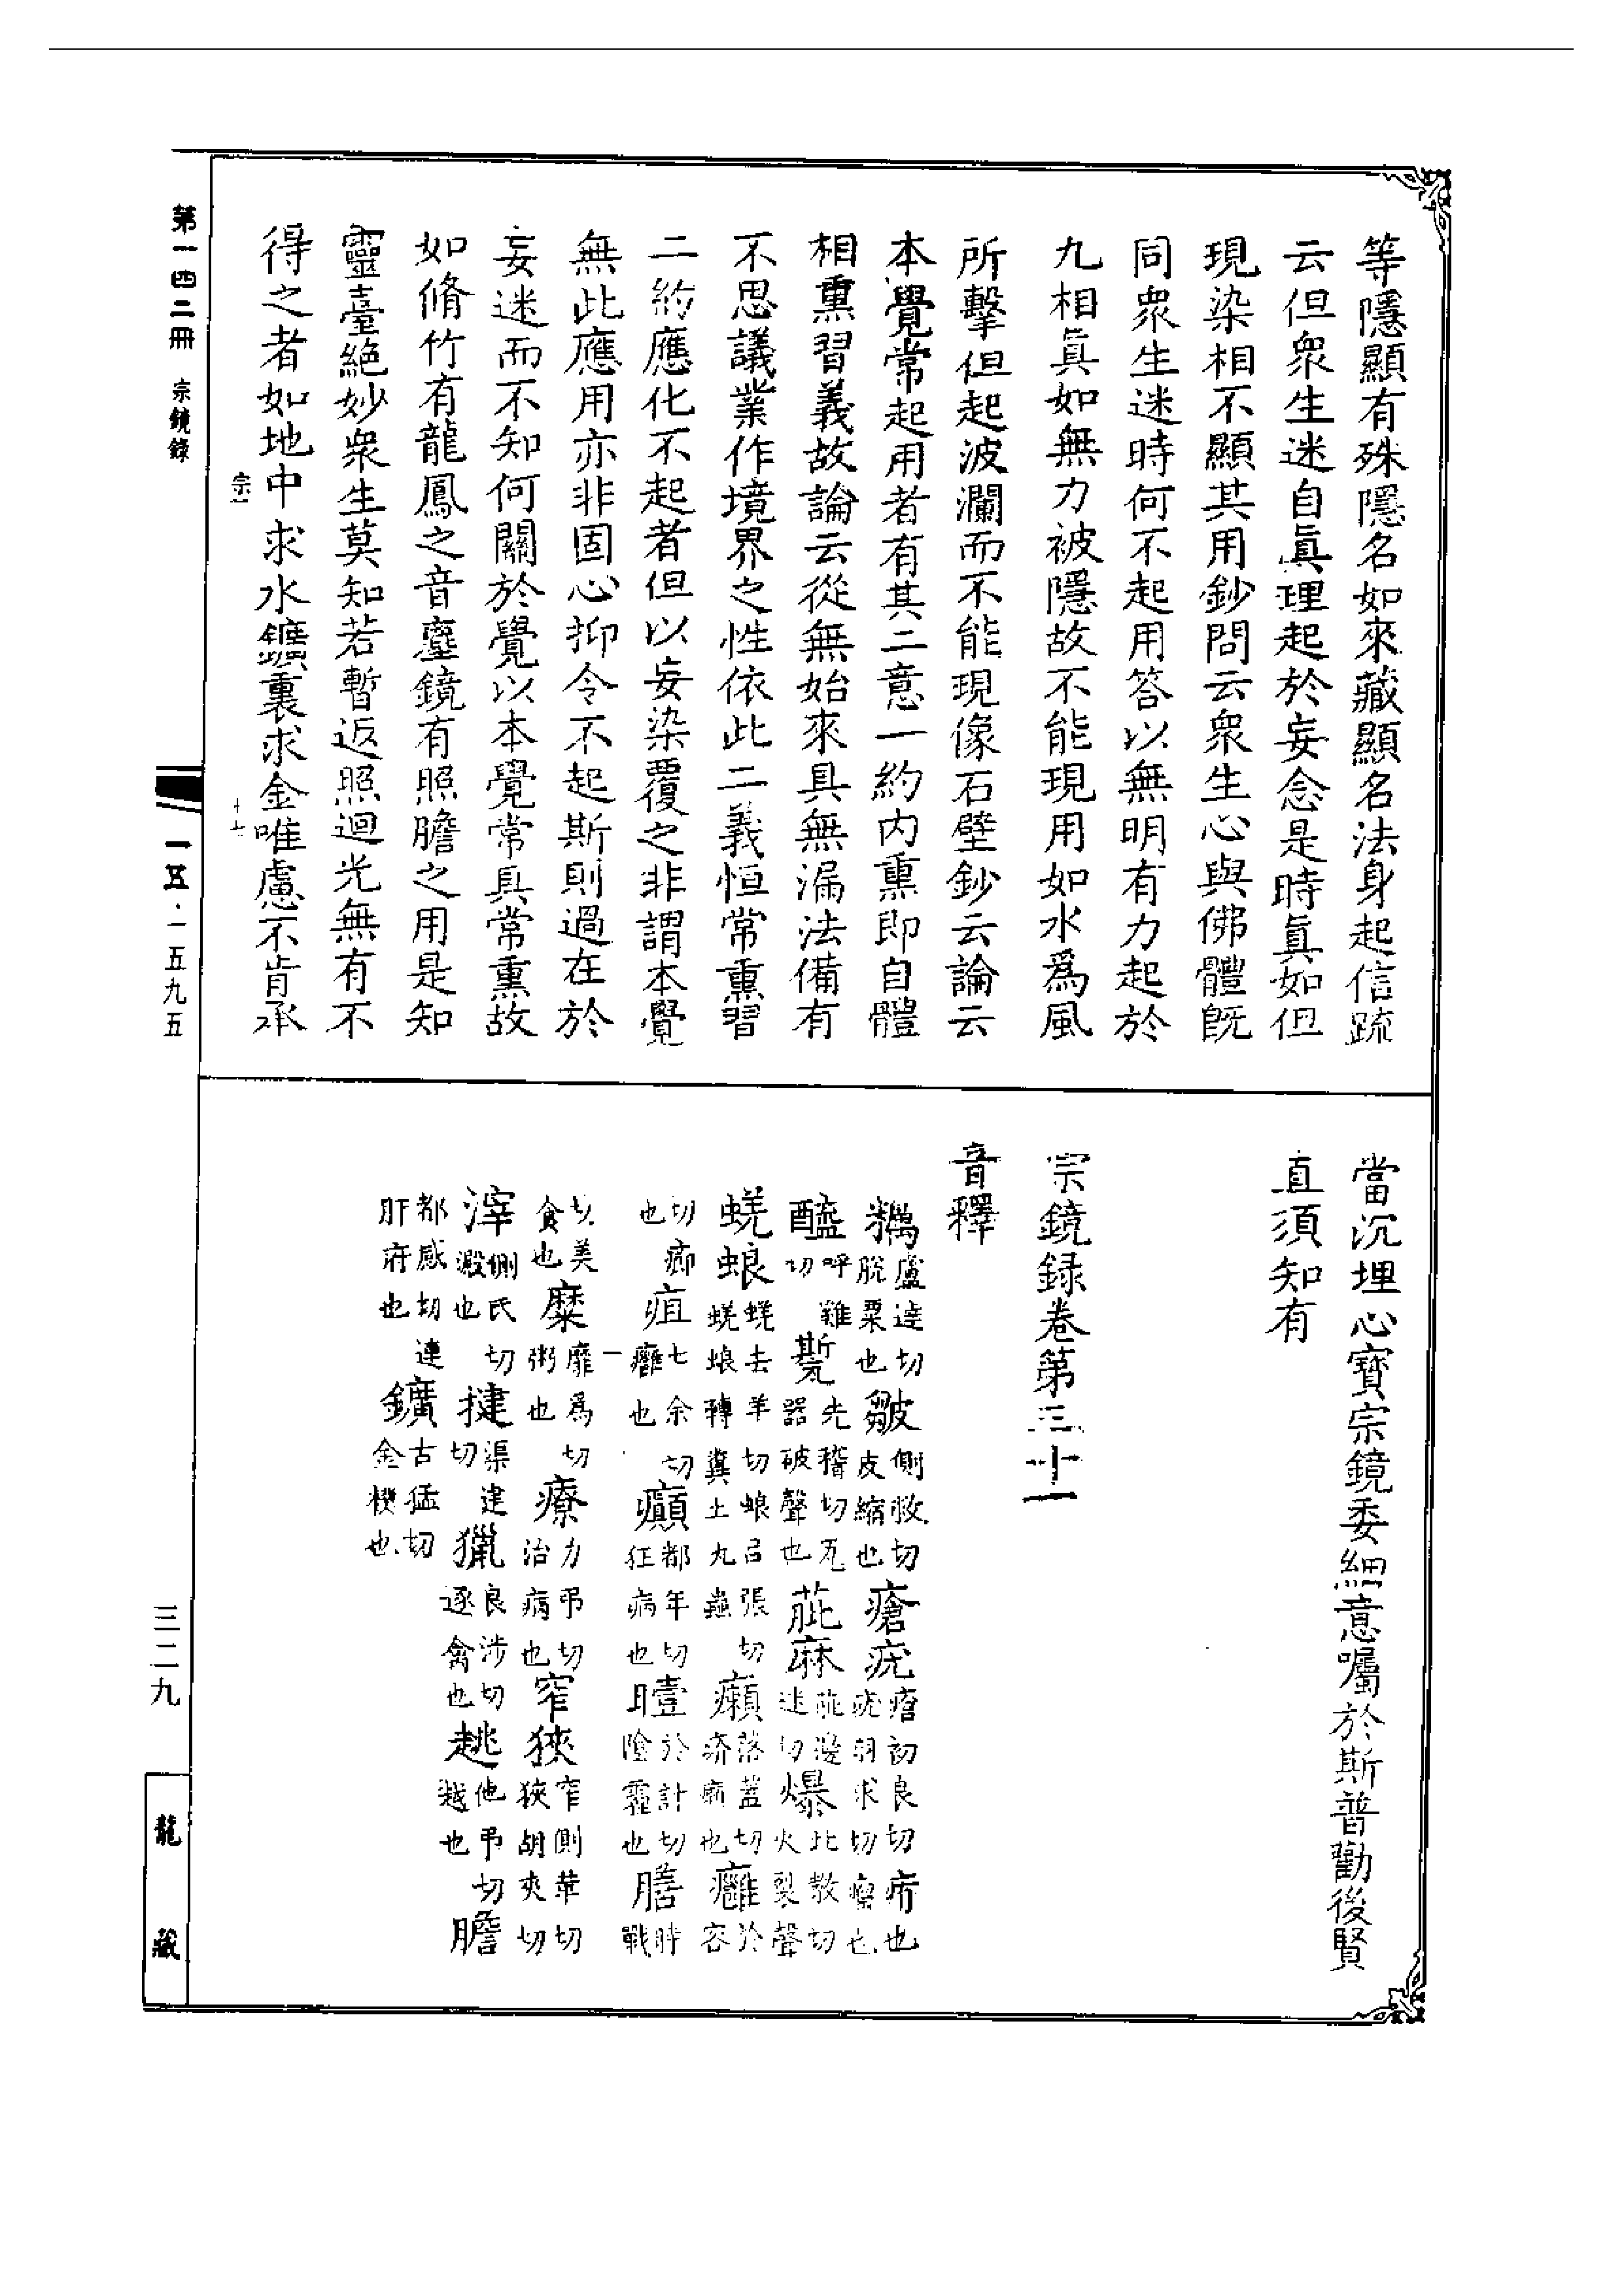 等隱顯有殊隱名如來藏顯名法身起信䟽
云但衆生迷自眞理起於妄念是時眞如但
現染相不顯其用鈔問云衆生心與佛體旣
同衆生迷時何不起用答以無明有力起於
九相眞如無力被隱故不能現用如水爲風
所擊但起波瀾而不能現像石壁鈔云論云
本覺常起用者有其二意一約內熏即自體
相熏習義故論云從無始來具無漏法備有
不思議業作境界之性依此二義恒常熏習
二約應化不起者但以妄染覆之非謂本覺
無此應用亦非固心抑令不起斯則過在於
妄迷而不知何關於覺以本覺常具常熏故
如脩竹有龍鳳之音塵鏡有照膽之用是知
靈臺絕妙衆生莫知若暫返照迴光無有不
得之者如地中求水鑛裏求金唯慮不肯承
當沉埋心寶宗鏡委細意囑於斯普勸後賢
直須知有
宗鏡録卷第三十一
音釋
糲盧達切脫粟也皺側救切皮縮也瘡疣瘡初良切疣羽求切瘡痏也
醯呼雞切㽄先稽切瓦器破聲也蓖麻蓖邊迷切爆北教切火裂聲
蜣蜋蜣去羊切蜋呂張切蜣蜋轉糞土丸蟲癩落蓋切疥癩也癰於容
切癤也疽七余切癰也癲都年切狂病也曀於計切陰霾也膳時戰
切美食也糜靡爲切粥也療力弔切治病也窄狹窄側革切狹胡夾切
滓側氏切澱也揵渠建切獵良涉切逐禽也趒他弔切越也膽
都感切連肝府也鑛古猛切金樸也
第一四二冊 宗鏡錄
宗一
十七
一五·一五九五
三二九
龍藏